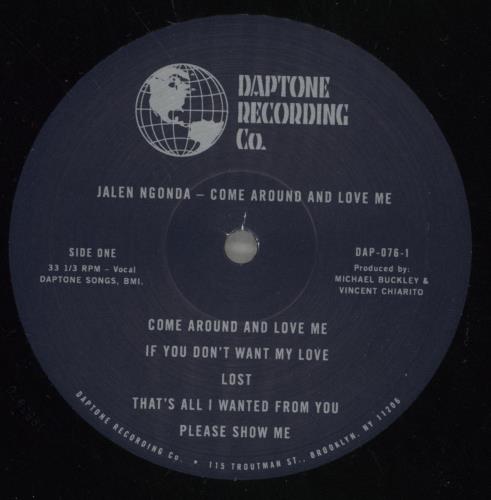 DAPTONE
RECORDING
Co.
JALEN NGONDA – COME AROUND AND LOVE ME
SIDE ONE
33 1/3 RPM – Vocal
DAPTONE SONGS, BMI.
DAP-076-1
Produced by:
MICHAEL BUCKLEY &
VINCENT CHIARITO
COME AROUND AND LOVE ME
IF YOU DON'T WANT MY LOVE
LOST
THAT'S ALL I WANTED FROM YOU
PLEASE SHOW ME
DAPTONE RECORDING Co. • 115 TROUTMAN ST., BROOKLYN, NY 11206